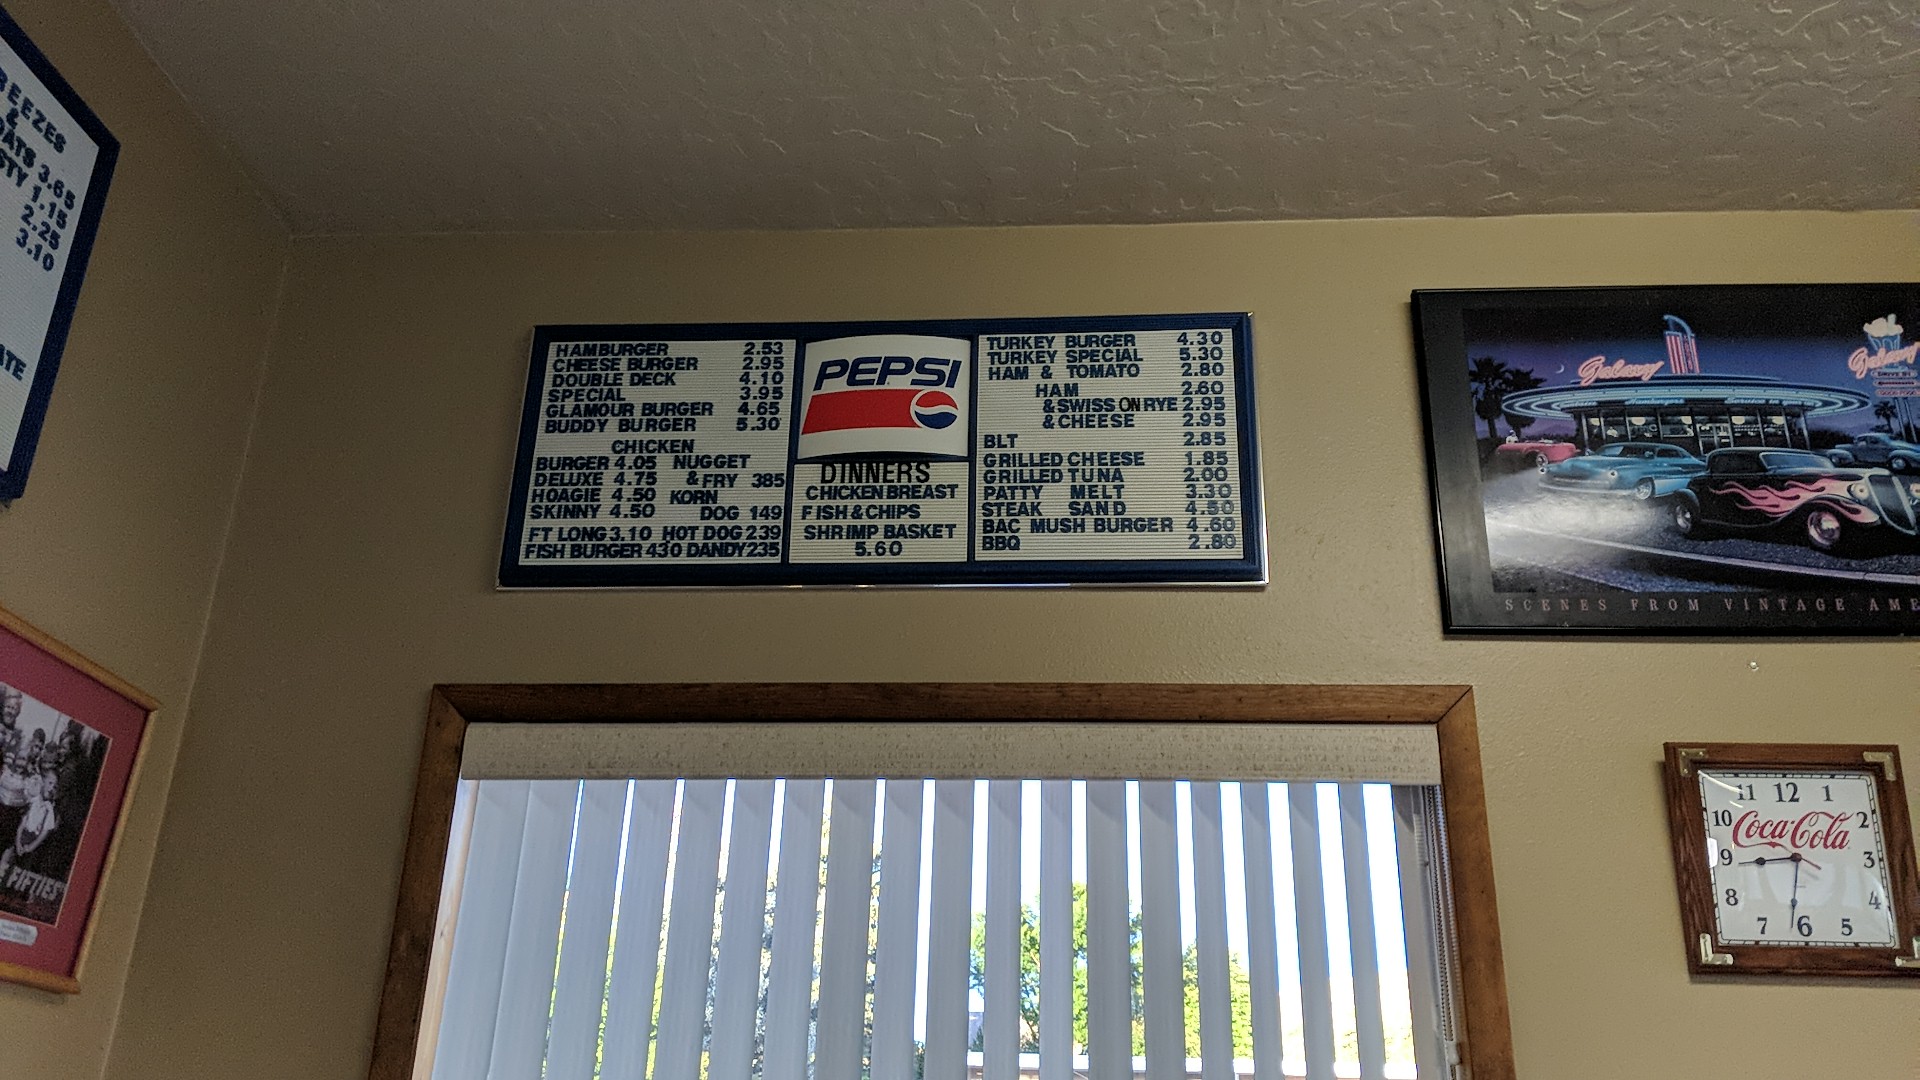 &
3.65
1.15
2.25
3.10
HAMBURGER 2.53
CHEESE BURGER 2.95
DOUBLE DECK 4.10
SPECIAL 3.95
GLAMOUR BURGER 4.65
BUDDY BURGER 5.30
CHICKEN
BURGER 4.05 NUGGET
DELUXE 4.75 & FRY 385
HOAGIE 4.50 KORN
SKINNY 4.50 DOG 149
FT LONG 3.10 HOT DOG 239
FISH BURGER 430 DANDY 235
PEPSI
DINNERS
CHICKEN BREAST
FISH & CHIPS
SHRIMP BASKET
5.60
TURKEY BURGER 4.30
TURKEY SPECIAL 5.30
HAM & TOMATO 2.80
HAM 2.60
& SWISS ON RYE 2.95
& CHEESE 2.95
BLT 2.85
GRILLED CHEESE 1.85
GRILLED TUNA 2.00
PATTY MELT 3.30
STEAK SAND 4.50
BAC MUSH BURGER 4.60
BBQ 2.80
Galaxy
Galaxy
SCENES FROM VINTAGE AME
FIFTIES
11 12 1
10 Coca-Cola 2
9 3
8 4
7 6 5